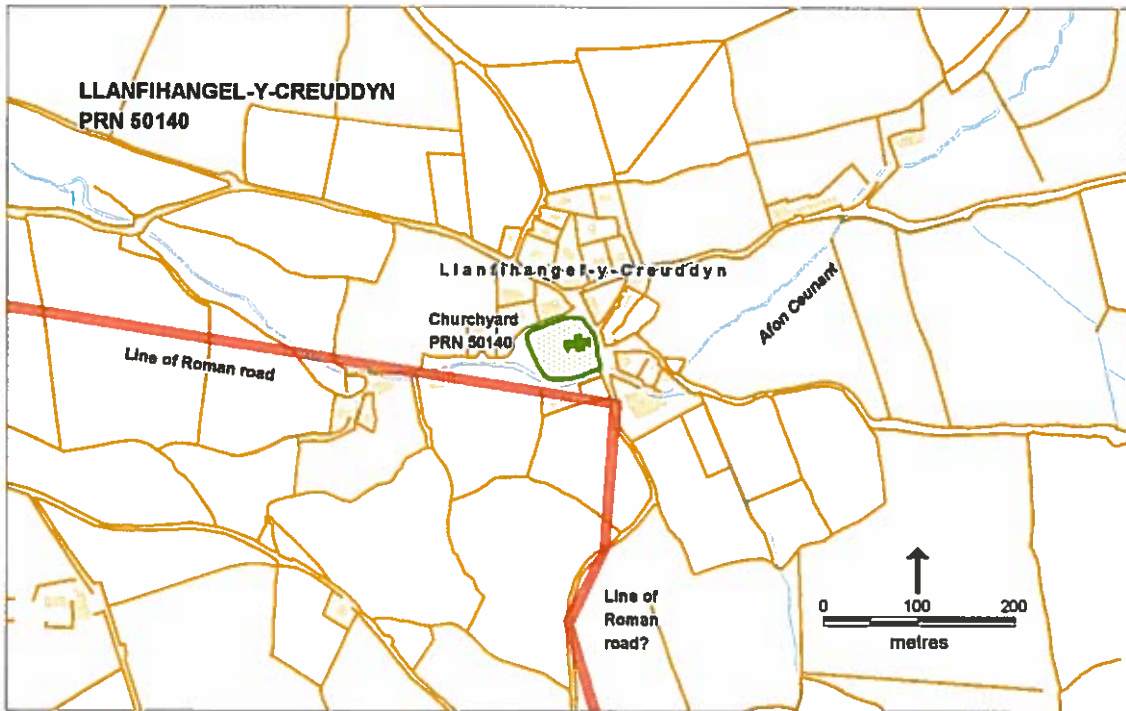 LLANFIHANGEL-Y-CREUDDYN
PRN 50140
Llanfihangel-y-Creuddyn
Churchyard
PRN 50140
Afon Ceunant
Line of Roman road
Line of
Roman
road?
0 100 200
metres